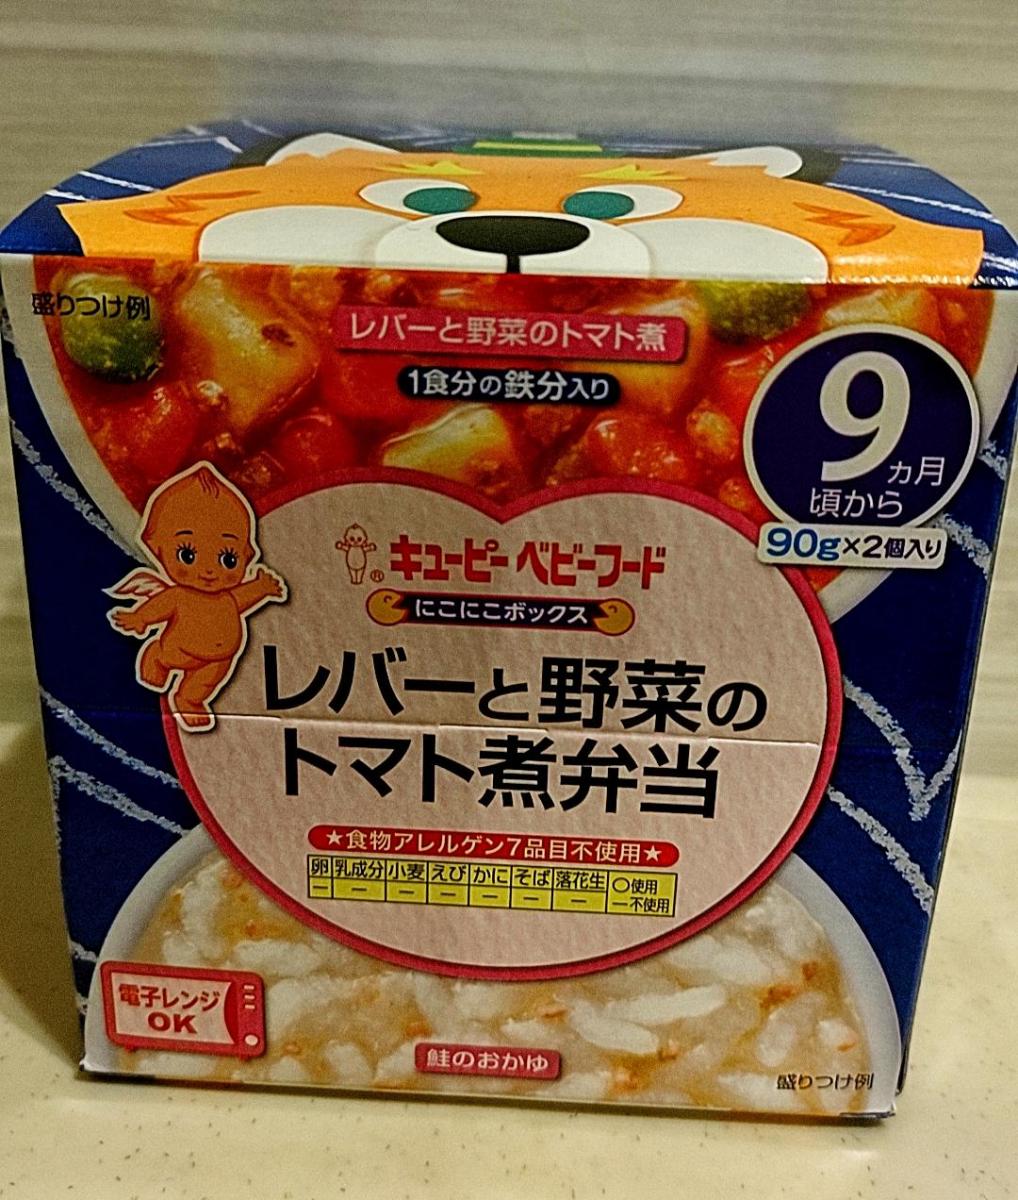 盛りつけ例
レバーと野菜のトマト煮
1食分の鉄分入り
9
ヵ月
頃から
90g×2個入り
® キユーピー ベビーフード
にこにこボックス
レバーと野菜の
トマト煮弁当
★食物アレルゲン7品目不使用★
卵 乳成分 小麦 えび かに そば 落花生 ○使用
ー ー ー ー ー ー ー ー不使用
電子レンジ
OK
鮭のおかゆ
盛りつけ例